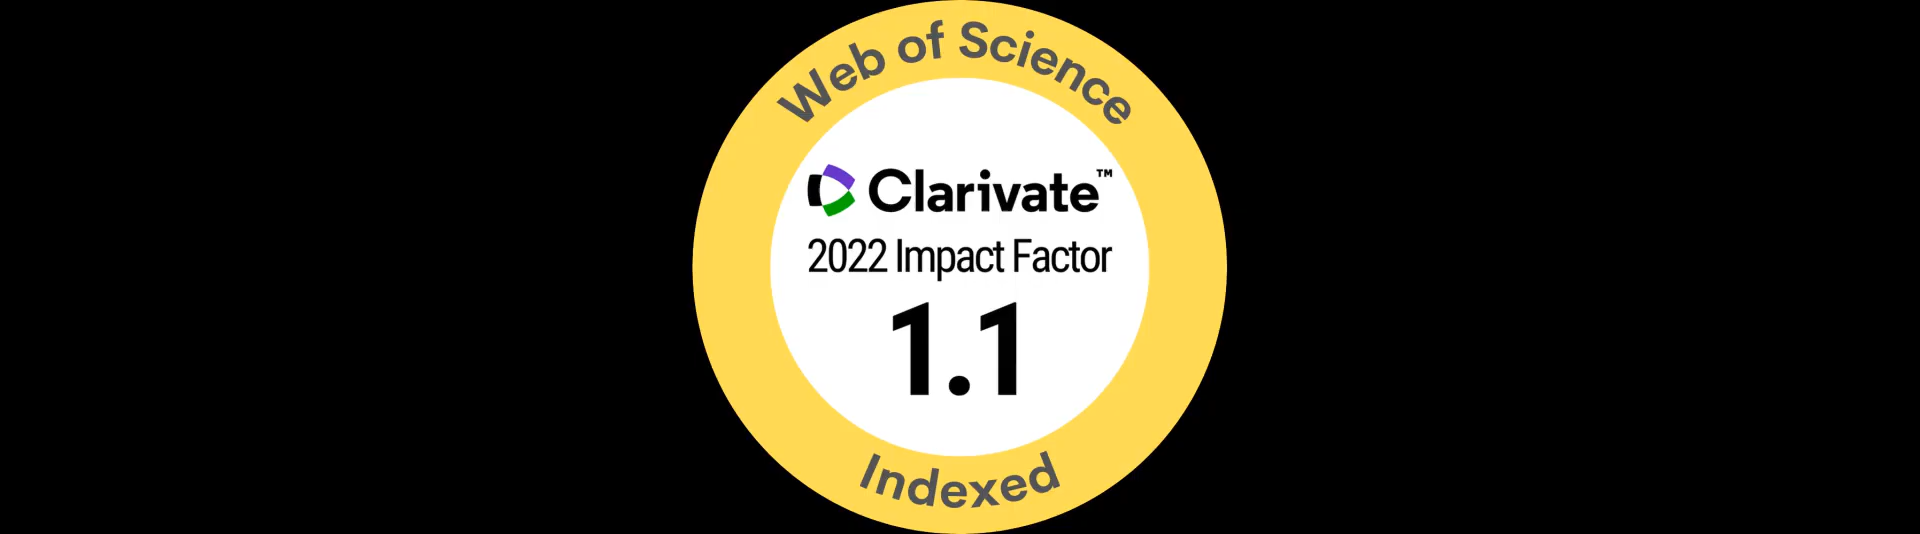 Web of Science
Clarivate™
2022 Impact Factor
1.1
Indexed